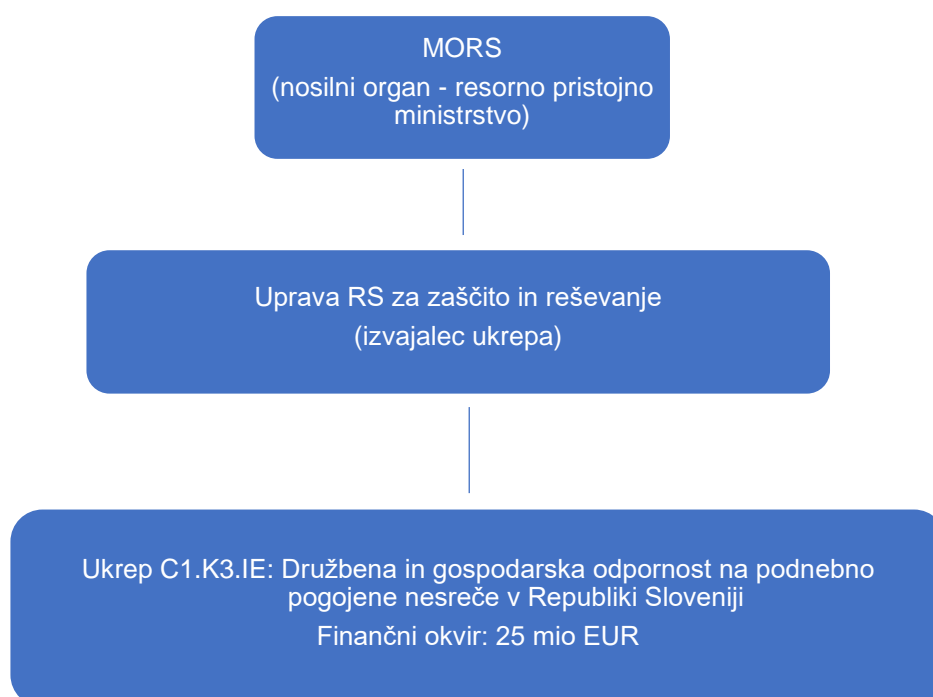 MORS
(nosilni organ - resorno pristojno
ministrstvo)
Uprava RS za zaščito in reševanje
(izvajalec ukrepa)
Ukrep C1.K3.IE: Družbena in gospodarska odpornost na podnebno
pogojene nesreče v Republiki Sloveniji
Finančni okvir: 25 mio EUR